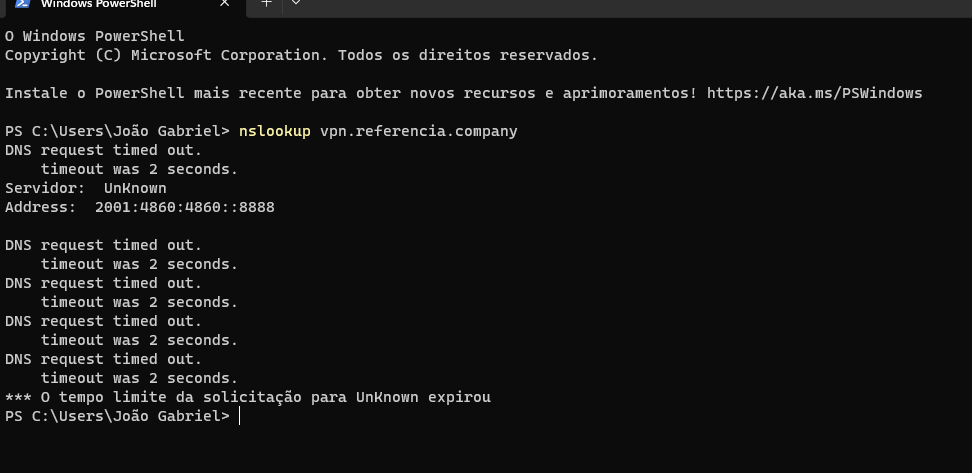 Windows PowerShell
O Windows PowerShell
Copyright (C) Microsoft Corporation. Todos os direitos reservados.
Instale o PowerShell mais recente para obter novos recursos e aprimoramentos! https://aka.ms/PSWindows
PS C:\Users\João Gabriel> nslookup vpn.referencia.company
DNS request timed out.
    timeout was 2 seconds.
Servidor:  UnKnown
Address:  2001:4860:4860::8888
DNS request timed out.
    timeout was 2 seconds.
DNS request timed out.
    timeout was 2 seconds.
DNS request timed out.
    timeout was 2 seconds.
DNS request timed out.
    timeout was 2 seconds.
*** O tempo limite da solicitação para UnKnown expirou
PS C:\Users\João Gabriel>